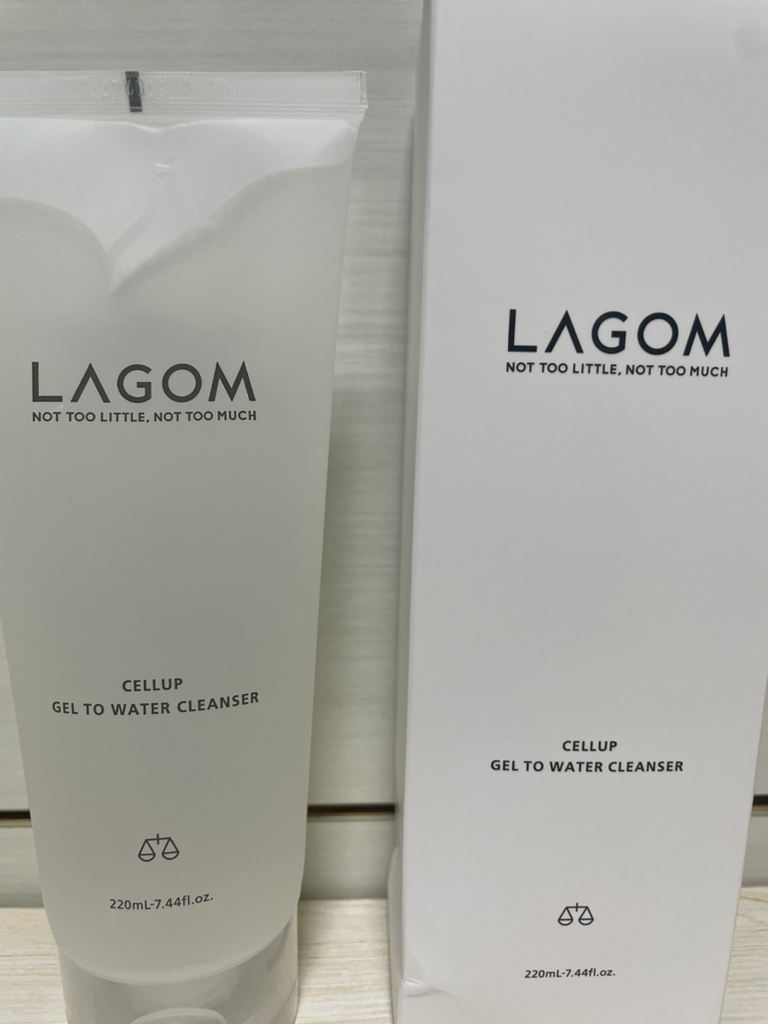 LAGOM
NOT TOO LITTLE, NOT TOO MUCH
CELLUP
GEL TO WATER CLEANSER
220mL-7.44fl.oz.
LAGOM
NOT TOO LITTLE, NOT TOO MUCH
CELLUP
GEL TO WATER CLEANSER
220mL-7.44fl.oz.